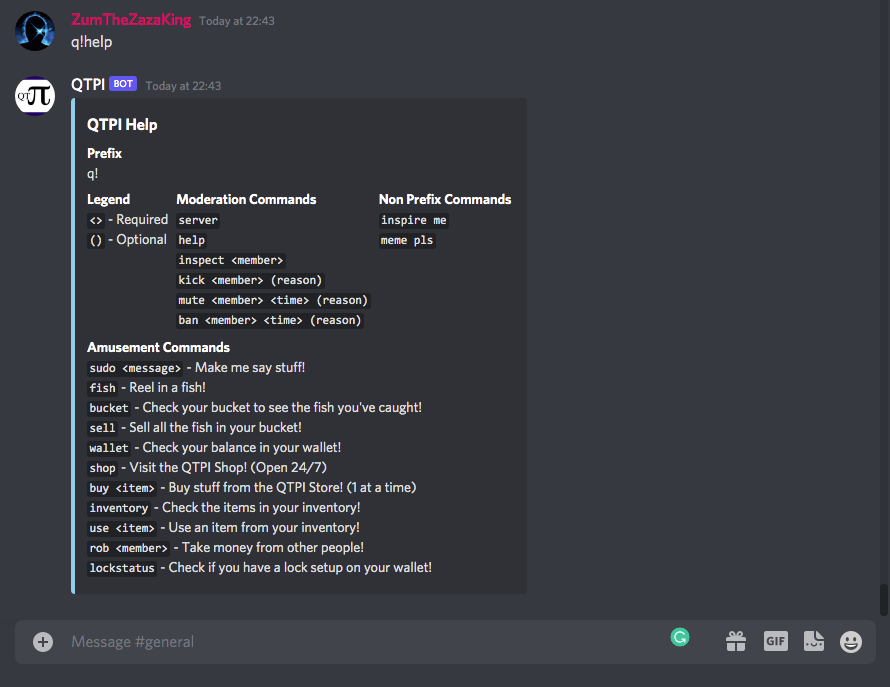 ZumTheZazaKing Today at 22:43
q!help
QTπ
QTPI BOT Today at 22:43
QTPI Help
Prefix
q!
Legend
<> - Required
() - Optional
Moderation Commands
server
help
inspect <member>
kick <member> (reason)
mute <member> <time> (reason)
ban <member> <time> (reason)
Non Prefix Commands
inspire me
meme pls
Amusement Commands
sudo <message> - Make me say stuff!
fish - Reel in a fish!
bucket - Check your bucket to see the fish you've caught!
sell - Sell all the fish in your bucket!
wallet - Check your balance in your wallet!
shop - Visit the QTPI Shop! (Open 24/7)
buy <item> - Buy stuff from the QTPI Store! (1 at a time)
inventory - Check the items in your inventory!
use <item> - Use an item from your inventory!
rob <member> - Take money from other people!
lockstatus - Check if you have a lock setup on your wallet!
Message #general
G
GIF